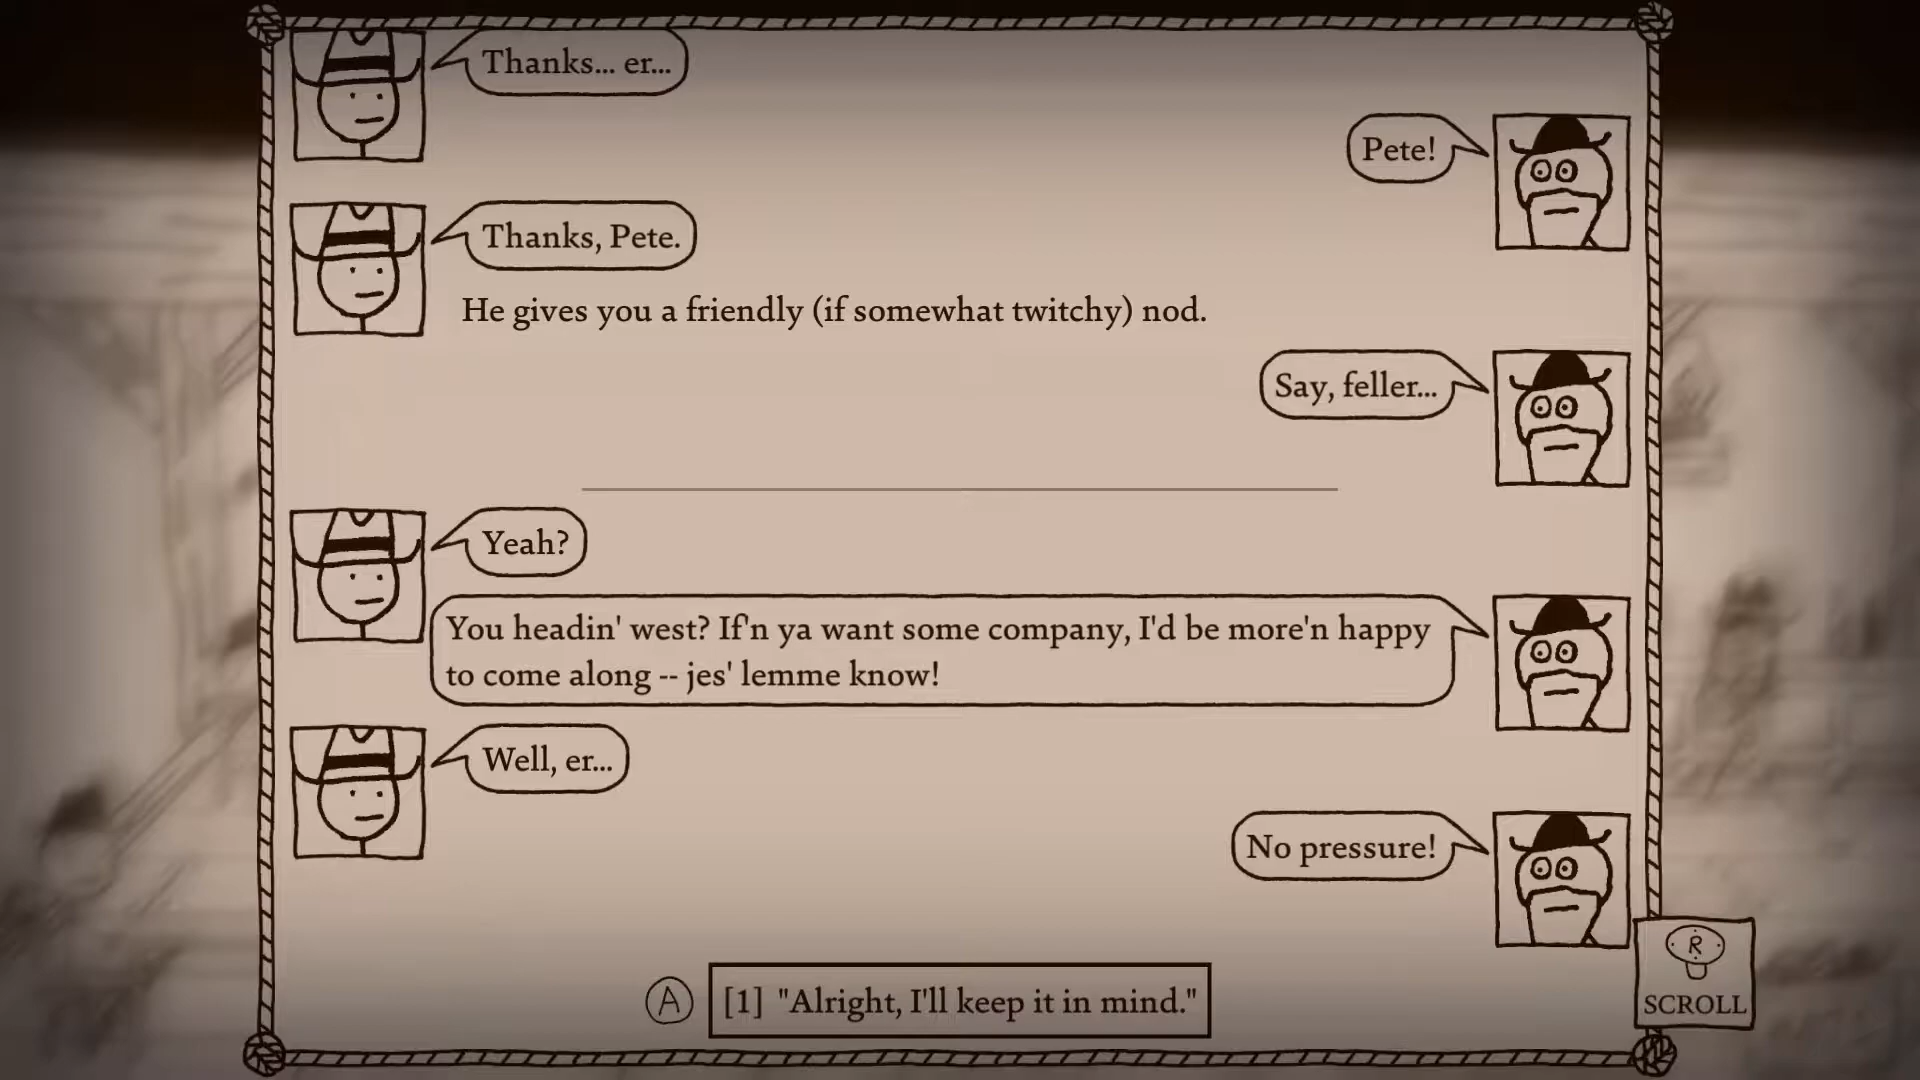 Thanks... er...
Pete!
Thanks, Pete.
He gives you a friendly (if somewhat twitchy) nod.
Say, feller...
Yeah?
You headin' west? If'n ya want some company, I'd be more'n happy
to come along -- jes' lemme know!
Well, er...
No pressure!
A
[1] "Alright, I'll keep it in mind."
R
SCROLL